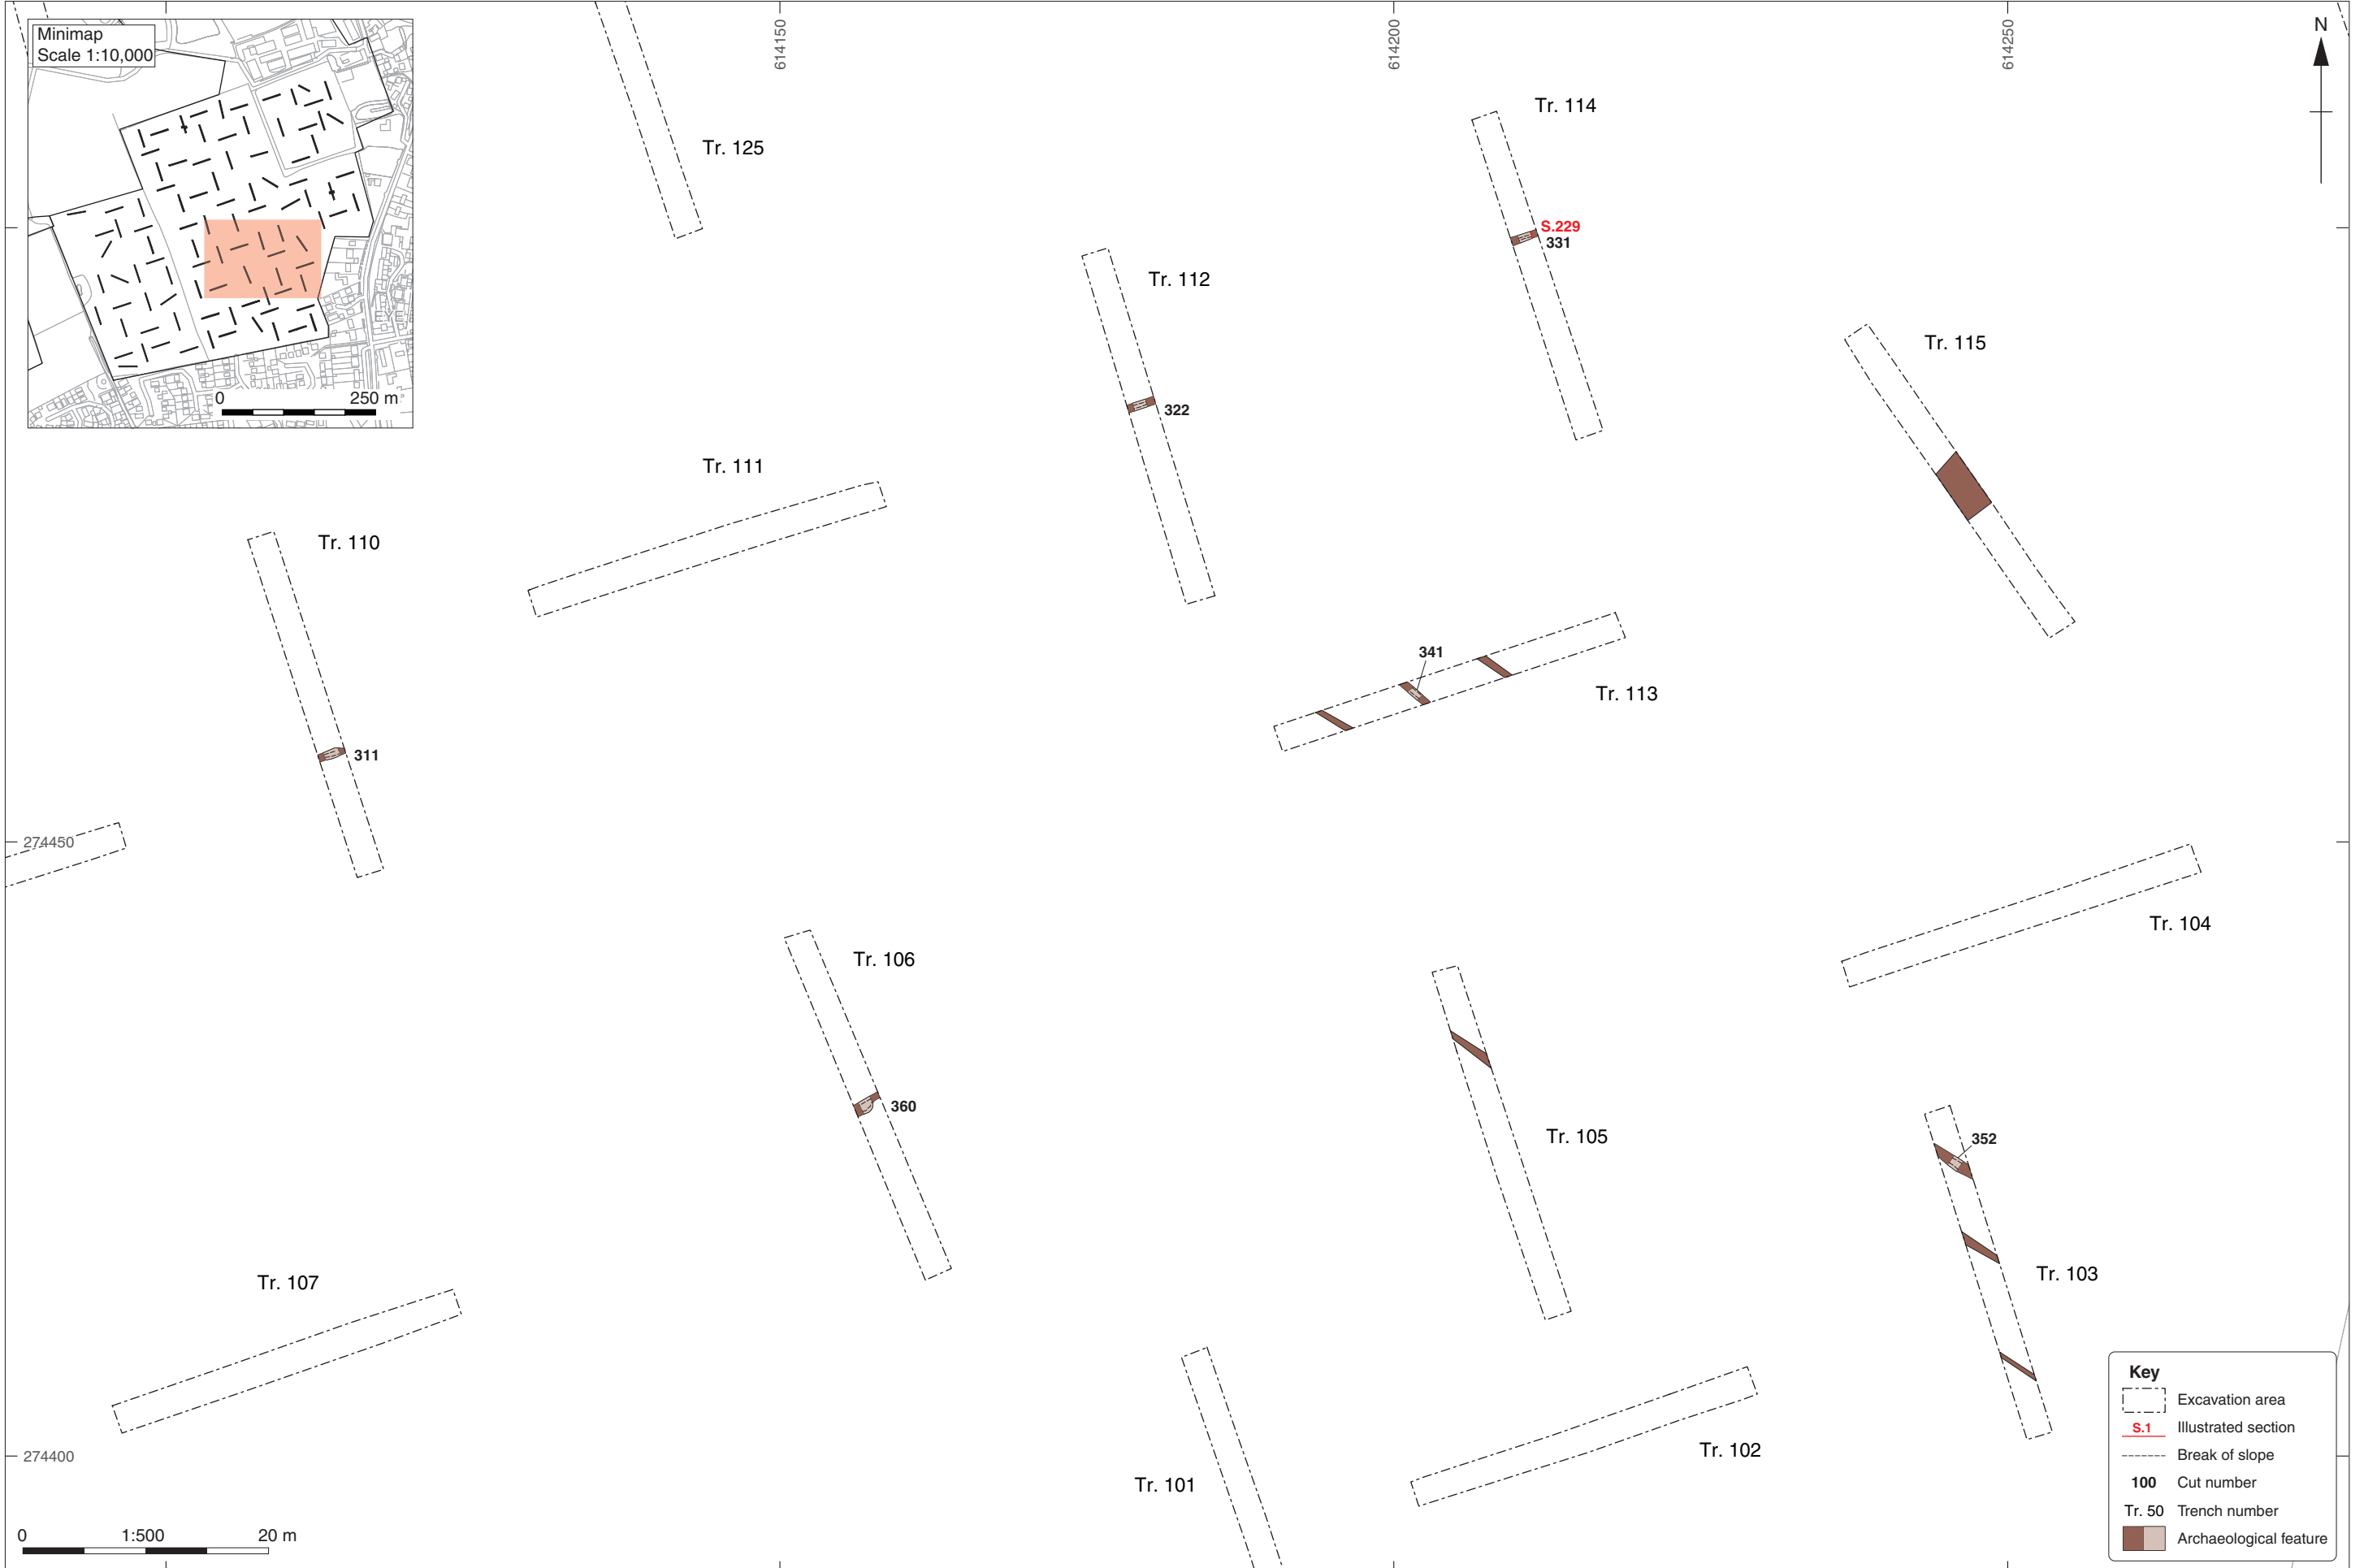 Minimap
Scale 1:10,000
0 250 m
614150
614200
614250
N
Tr. 125
Tr. 114
S.229
331
Tr. 112
322
Tr. 115
Tr. 111
Tr. 110
311
341
Tr. 113
274450
Tr. 104
Tr. 106
360
Tr. 105
352
Tr. 103
Tr. 107
274400
Tr. 101
Tr. 102
0 1:500 20 m
Key
Excavation area
S.1 Illustrated section
Break of slope
100 Cut number
Tr. 50 Trench number
Archaeological feature